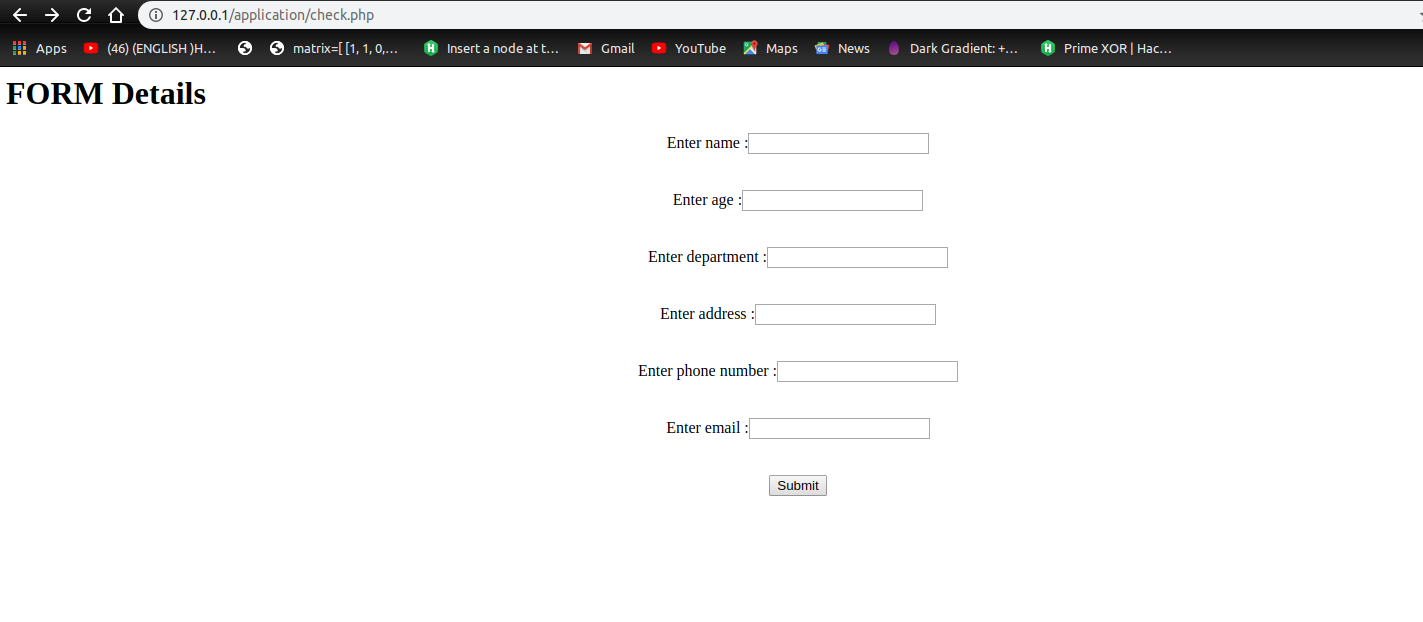 127.0.0.1/application/check.php
Apps (46) (ENGLISH )H... matrix=[ [1, 1, 0,... Insert a node at t... Gmail YouTube Maps News Dark Gradient: +... Prime XOR | Hac...
FORM Details
Enter name :
Enter age :
Enter department :
Enter address :
Enter phone number :
Enter email :
Submit